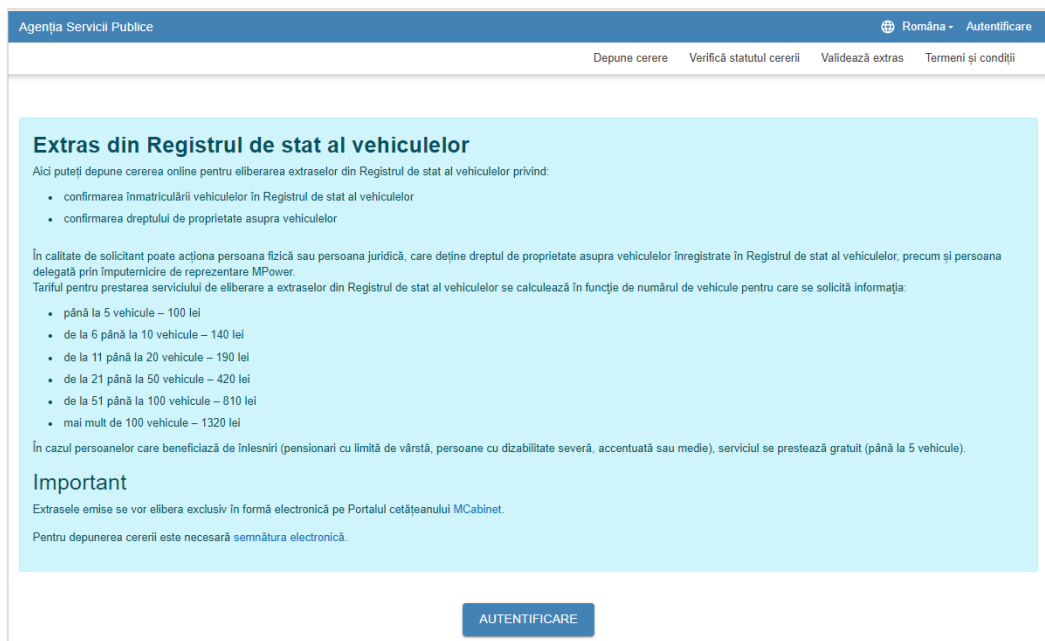 Agenția Servicii Publice
Româna Autentificare
Depune cerere Verifică statutul cererii Validează extras Termeni și condiții
Extras din Registrul de stat al vehiculelor
Aici puteți depune cererea online pentru eliberarea extraselor din Registrul de stat al vehiculelor privind:
• confirmarea înmatriculării vehiculelor în Registrul de stat al vehiculelor
• confirmarea dreptului de proprietate asupra vehiculelor
În calitate de solicitant poate acționa persoana fizică sau persoana juridică, care deține dreptul de proprietate asupra vehiculelor înregistrate în Registrul de stat al vehiculelor, precum și persoana
delegată prin împuternicire de reprezentare MPower.
Tariful pentru prestarea serviciului de eliberare a extraselor din Registrul de stat al vehiculelor se calculează în funcţie de numărul de vehicule pentru care se solicită informaţia:
• până la 5 vehicule – 100 lei
• de la 6 până la 10 vehicule – 140 lei
• de la 11 până la 20 vehicule – 190 lei
• de la 21 până la 50 vehicule – 420 lei
• de la 51 până la 100 vehicule – 810 lei
• mai mult de 100 vehicule – 1320 lei
În cazul persoanelor care beneficiază de înlesniri (pensionari cu limită de vârstă, persoane cu dizabilitate severă, accentuată sau medie), serviciul se prestează gratuit (până la 5 vehicule).
Important
Extrasele emise se vor elibera exclusiv în formă electronică pe Portalul cetățeanului MCabinet.
Pentru depunerea cererii este necesară semnătura electronică.
AUTENTIFICARE